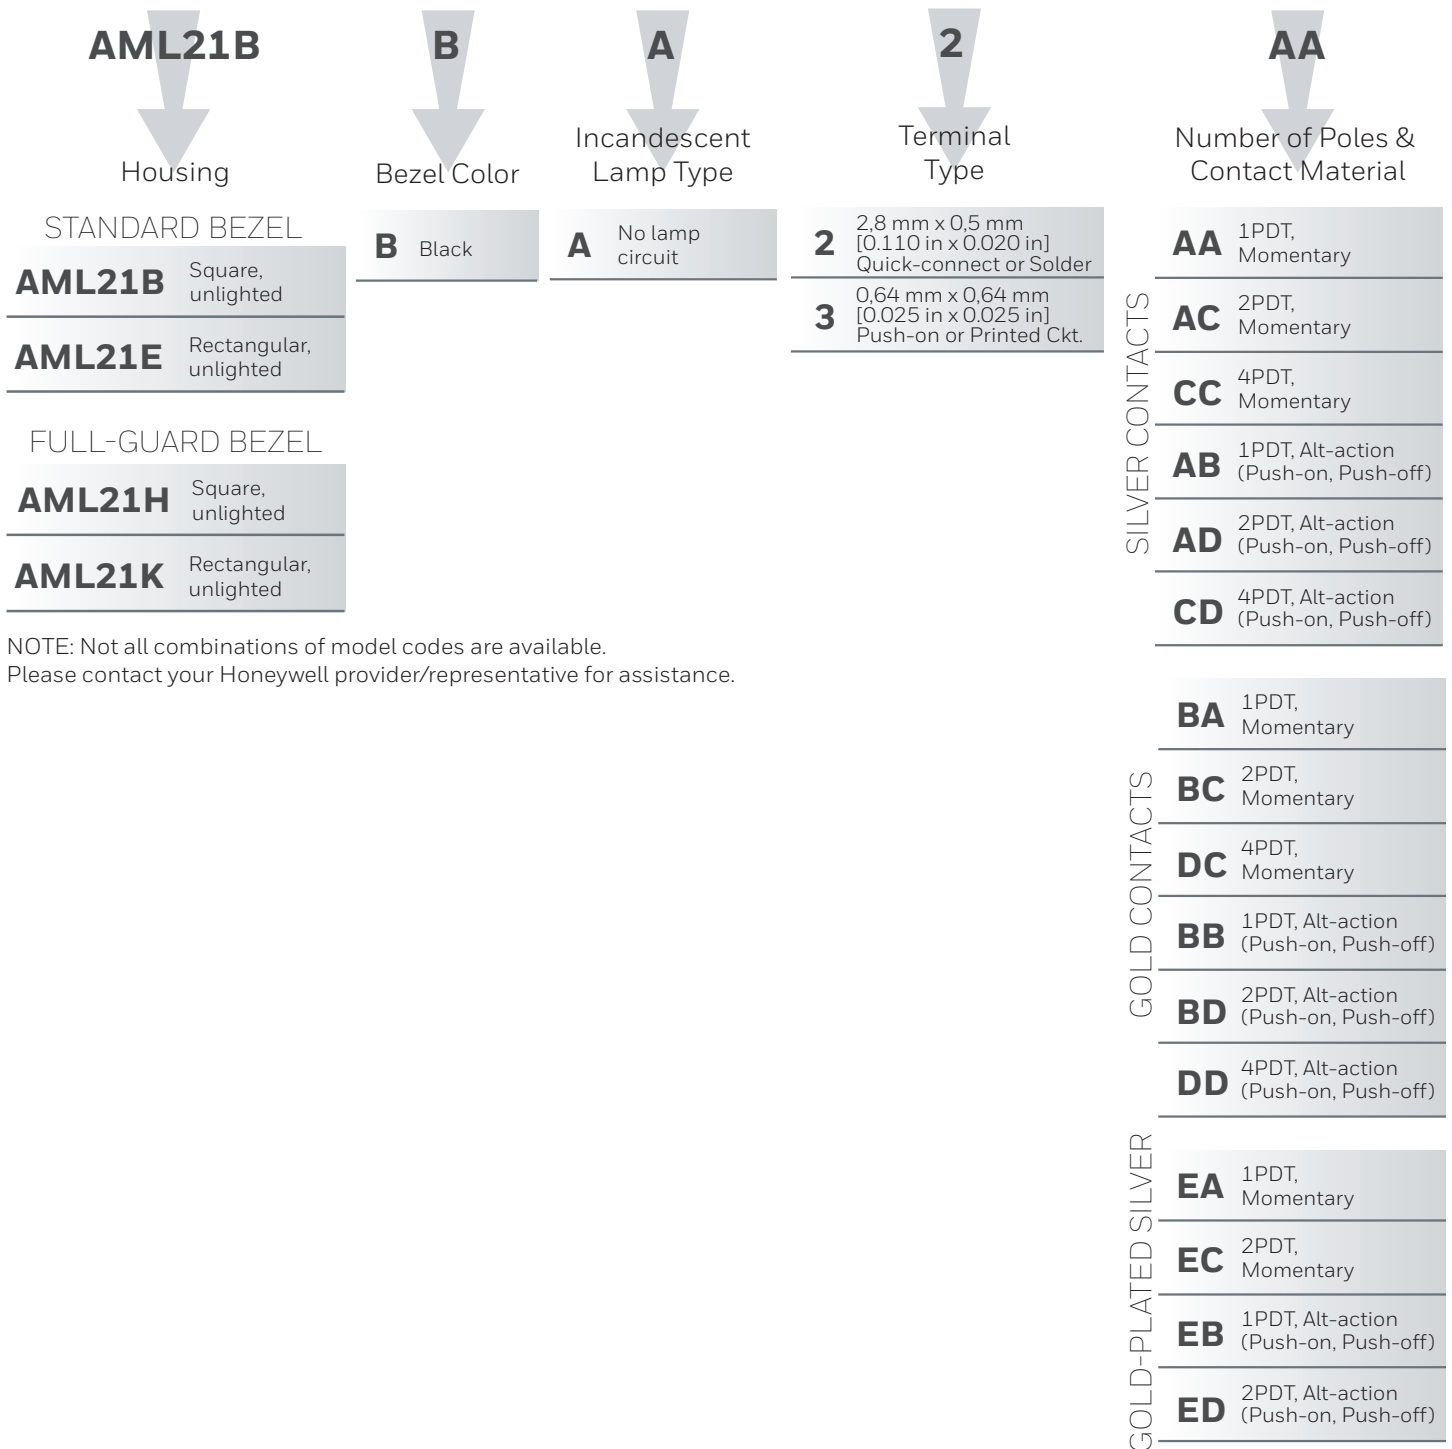 AML21B
B
A
2
AA
Housing
Bezel Color
Incandescent
Lamp Type
Terminal
Type
Number of Poles &
Contact Material
STANDARD BEZEL
AML21B
Square,
unlighted
AML21E
Rectangular,
unlighted
FULL-GUARD BEZEL
AML21H
Square,
unlighted
AML21K
Rectangular,
unlighted
NOTE: Not all combinations of model codes are available.
Please contact your Honeywell provider/representative for assistance.
B
Black
A
No lamp
circuit
2
2,8 mm x 0,5 mm
[0.110 in x 0.020 in]
Quick-connect or Solder
3
0,64 mm x 0,64 mm
[0.025 in x 0.025 in]
Push-on or Printed Ckt.
SILVER CONTACTS
AA
1PDT,
Momentary
AC
2PDT,
Momentary
CC
4PDT,
Momentary
AB
1PDT, Alt-action
(Push-on, Push-off)
AD
2PDT, Alt-action
(Push-on, Push-off)
CD
4PDT, Alt-action
(Push-on, Push-off)
GOLD CONTACTS
BA
1PDT,
Momentary
BC
2PDT,
Momentary
DC
4PDT,
Momentary
BB
1PDT, Alt-action
(Push-on, Push-off)
BD
2PDT, Alt-action
(Push-on, Push-off)
DD
4PDT, Alt-action
(Push-on, Push-off)
GOLD-PLATED SILVER
EA
1PDT,
Momentary
EC
2PDT,
Momentary
EB
1PDT, Alt-action
(Push-on, Push-off)
ED
2PDT, Alt-action
(Push-on, Push-off)